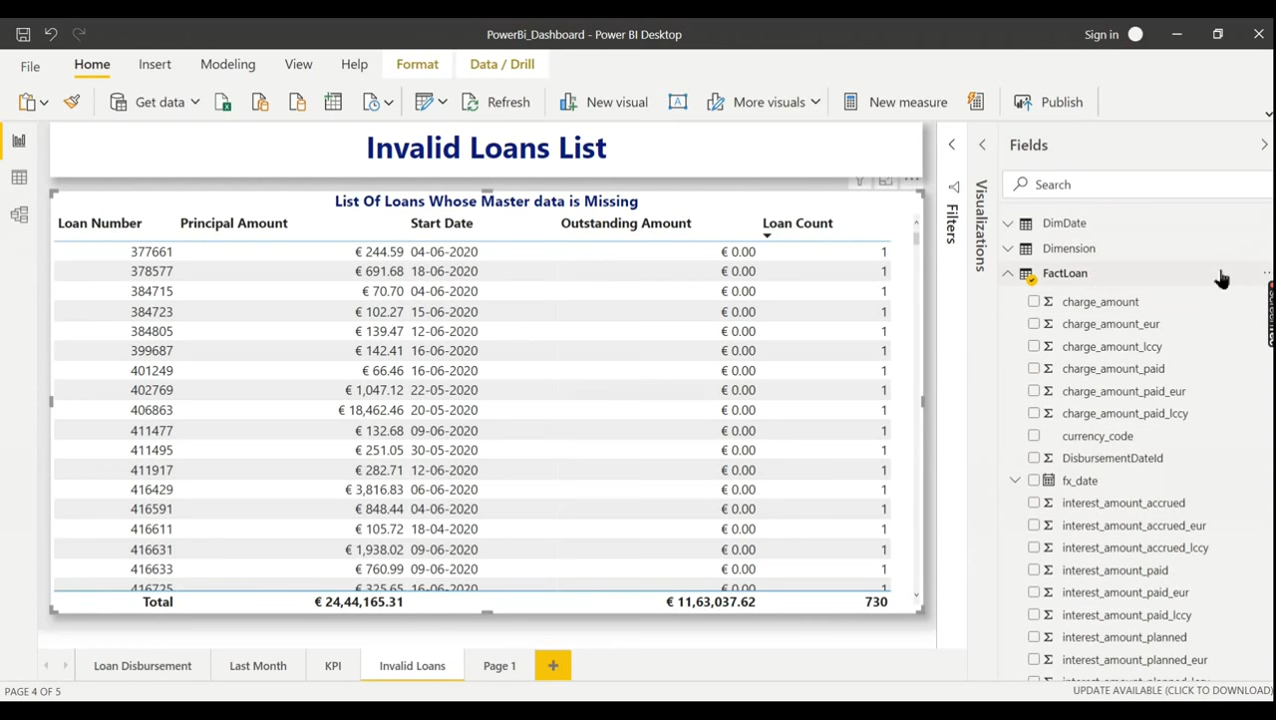 PowerBi_Dashboard - Power BI Desktop
Sign in
File
Home
Insert
Modeling
View
Help
Format
Data / Drill
Get data
Refresh
New visual
More visuals
New measure
Publish
Invalid Loans List
List Of Loans Whose Master data is Missing
Loan Number Principal Amount Start Date Outstanding Amount Loan Count
377661 € 244.59 04-06-2020 € 0.00 1
378577 € 691.68 18-06-2020 € 0.00 1
384715 € 70.70 04-06-2020 € 0.00 1
384723 € 102.27 15-06-2020 € 0.00 1
384805 € 139.47 12-06-2020 € 0.00 1
399687 € 142.41 16-06-2020 € 0.00 1
401249 € 66.46 16-06-2020 € 0.00 1
402769 € 1,047.12 22-05-2020 € 0.00 1
406863 € 18,462.46 20-05-2020 € 0.00 1
411477 € 132.68 09-06-2020 € 0.00 1
411495 € 251.05 30-05-2020 € 0.00 1
411917 € 282.71 12-06-2020 € 0.00 1
416429 € 3,816.83 06-06-2020 € 0.00 1
416591 € 848.44 04-06-2020 € 0.00 1
416611 € 105.72 18-04-2020 € 0.00 1
416631 € 1,938.02 09-06-2020 € 0.00 1
416633 € 760.99 09-06-2020 € 0.00 1
416725 € 325.65 16-06-2020 € 0.00 1
Total € 24,44,165.31 € 11,63,037.62 730
Filters
Visualizations
Fields
Search
DimDate
Dimension
FactLoan
charge_amount
charge_amount_eur
charge_amount_lccy
charge_amount_paid
charge_amount_paid_eur
charge_amount_paid_lccy
currency_code
DisbursementDateId
fx_date
interest_amount_accrued
interest_amount_accrued_eur
interest_amount_accrued_lccy
interest_amount_paid
interest_amount_paid_eur
interest_amount_paid_lccy
interest_amount_planned
interest_amount_planned_eur
Loan Disbursement
Last Month
KPI
Invalid Loans
Page 1
PAGE 4 OF 5
UPDATE AVAILABLE (CLICK TO DOWNLOAD)